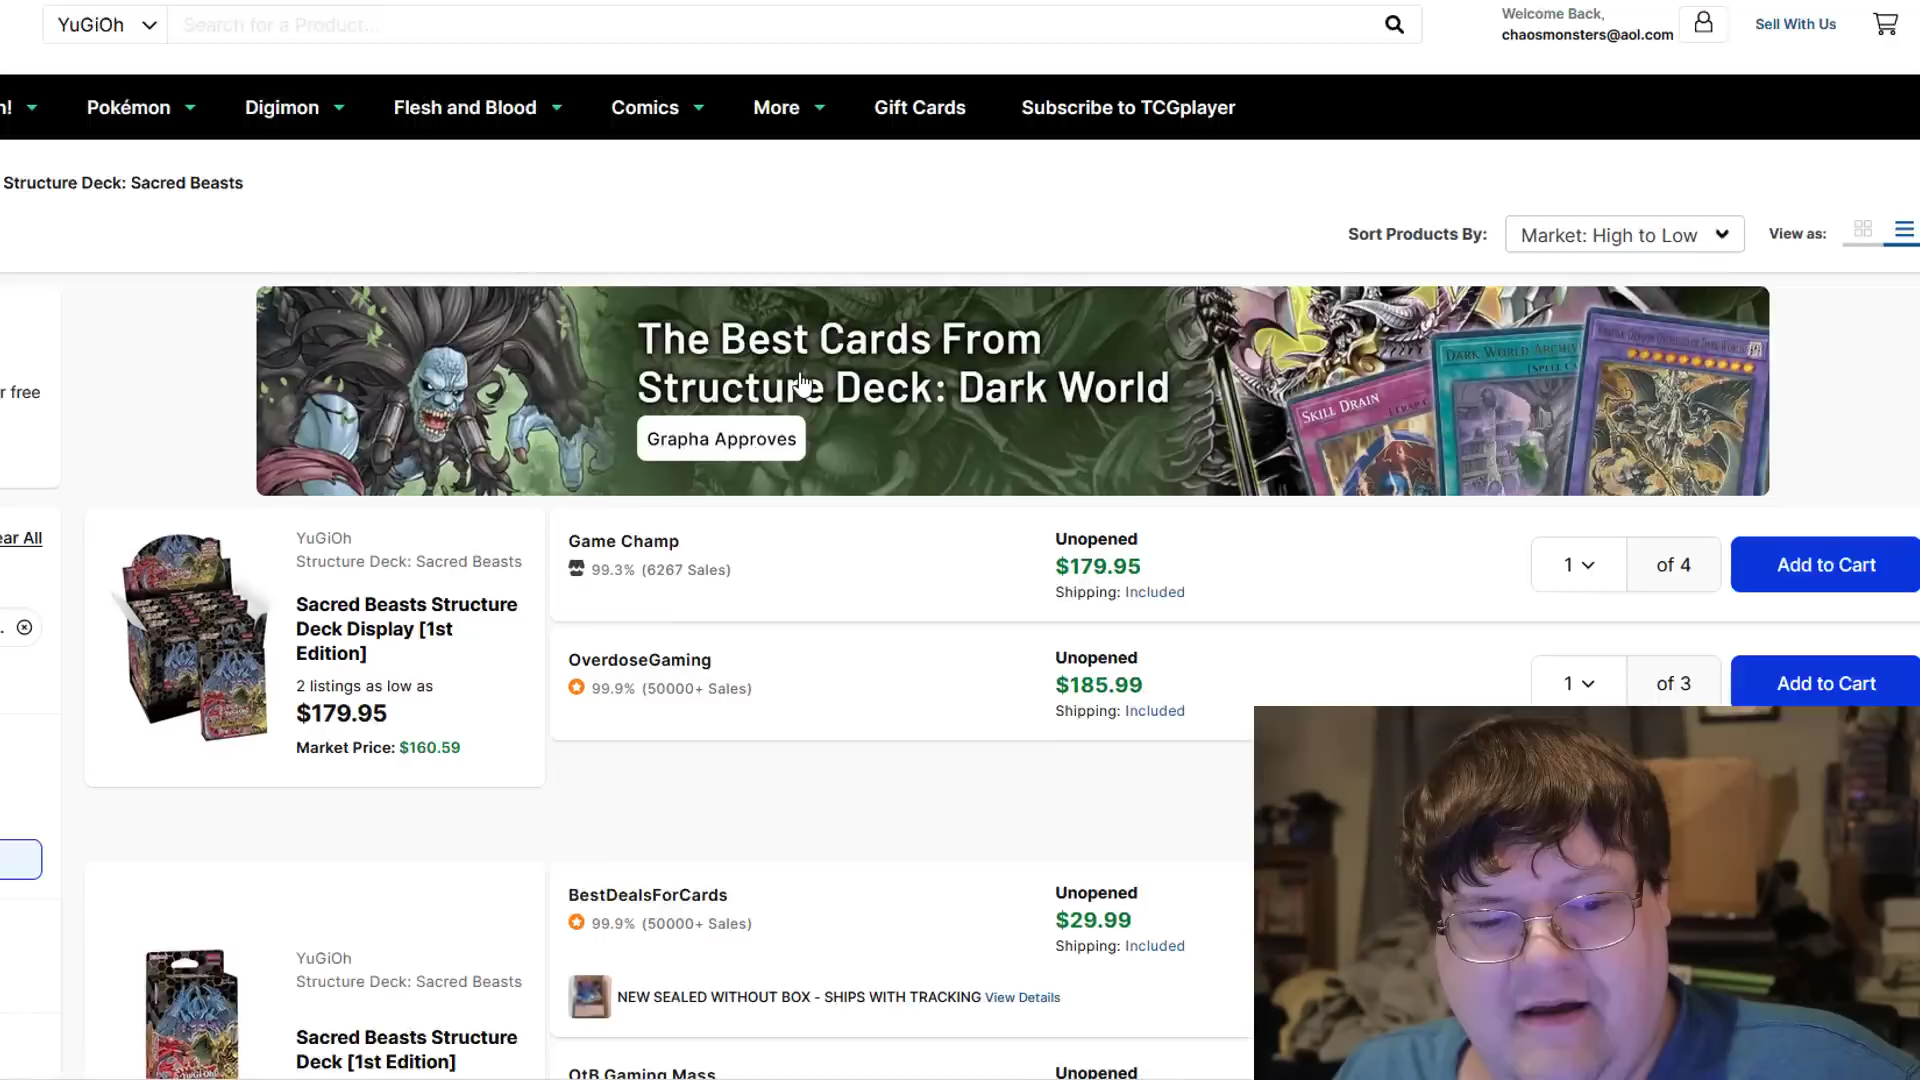 YuGiOh
Search for a Product...
Welcome Back,
chaosmonsters@aol.com
Sell With Us
h!
Pokémon
Digimon
Flesh and Blood
Comics
More
Gift Cards
Subscribe to TCGplayer
Structure Deck: Sacred Beasts
Sort Products By:
Market: High to Low
View as:
The Best Cards From
Structure Deck: Dark World
Grapha Approves
SKILL DRAIN
DARK WORLD ARCHIV
r free
ear All
YuGiOh
Structure Deck: Sacred Beasts
Sacred Beasts Structure
Deck Display [1st
Edition]
2 listings as low as
$179.95
Market Price: $160.59
Game Champ
99.3% (6267 Sales)
Unopened
$179.95
Shipping: Included
1
of 4
Add to Cart
OverdoseGaming
99.9% (50000+ Sales)
Unopened
$185.99
Shipping: Included
1
of 3
Add to Cart
YuGiOh
Structure Deck: Sacred Beasts
Sacred Beasts Structure
Deck [1st Edition]
BestDealsForCards
99.9% (50000+ Sales)
Unopened
$29.99
Shipping: Included
NEW SEALED WITHOUT BOX - SHIPS WITH TRACKING View Details
QtB Gaming Mass
Unopened